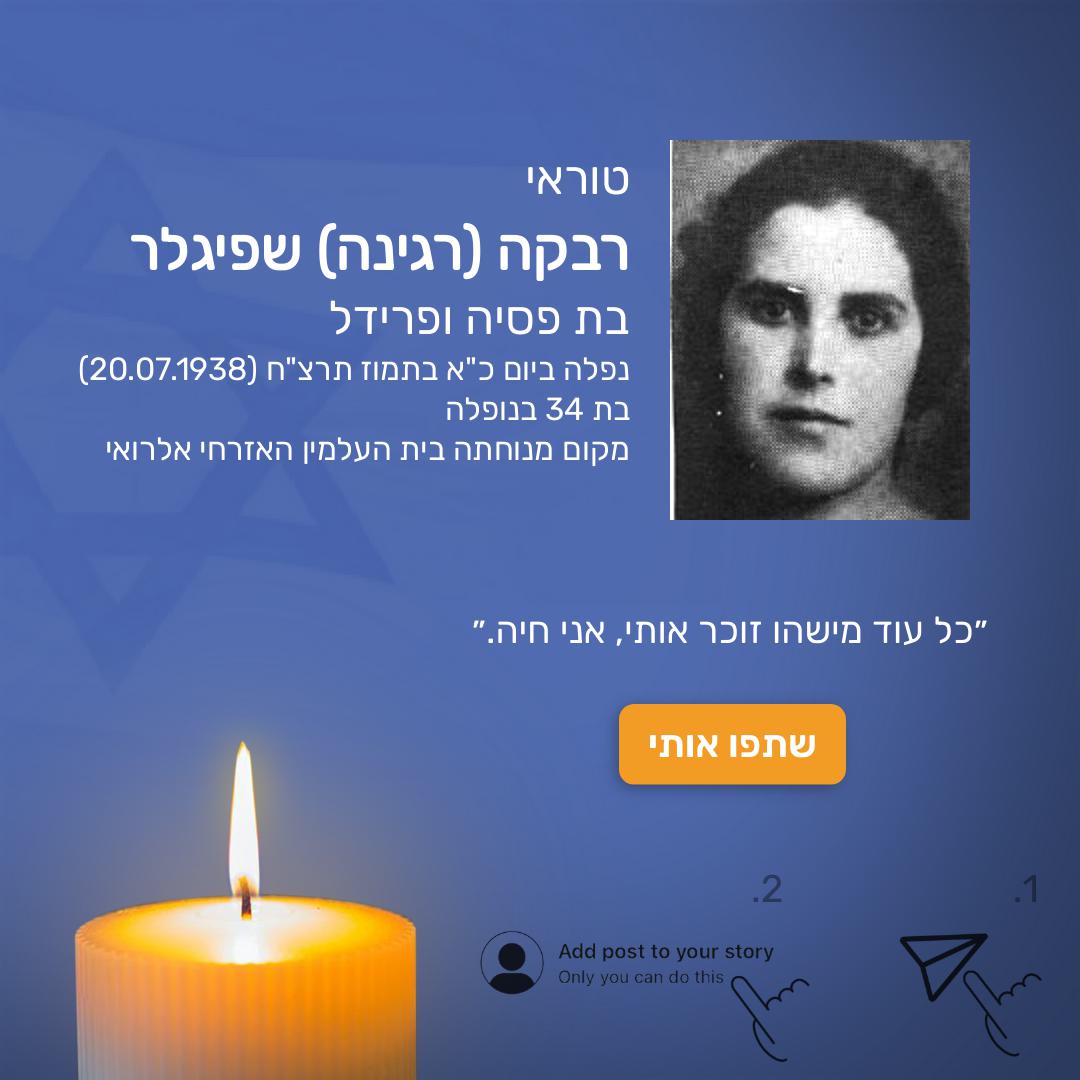 טוראי
רבקה (רגינה) שפיגלר
בת פסיה ופרידל
נפלה ביום כ"א בתמוז תרצ"ח (20.07.1938)
בת 34 בנופלה
מקום מנוחתה בית העלמין האזרחי אלרואי
״כל עוד מישהו זוכר אותי, אני חיה.״
שתפו אותי
1.
2.
Add post to your story
Only you can do this